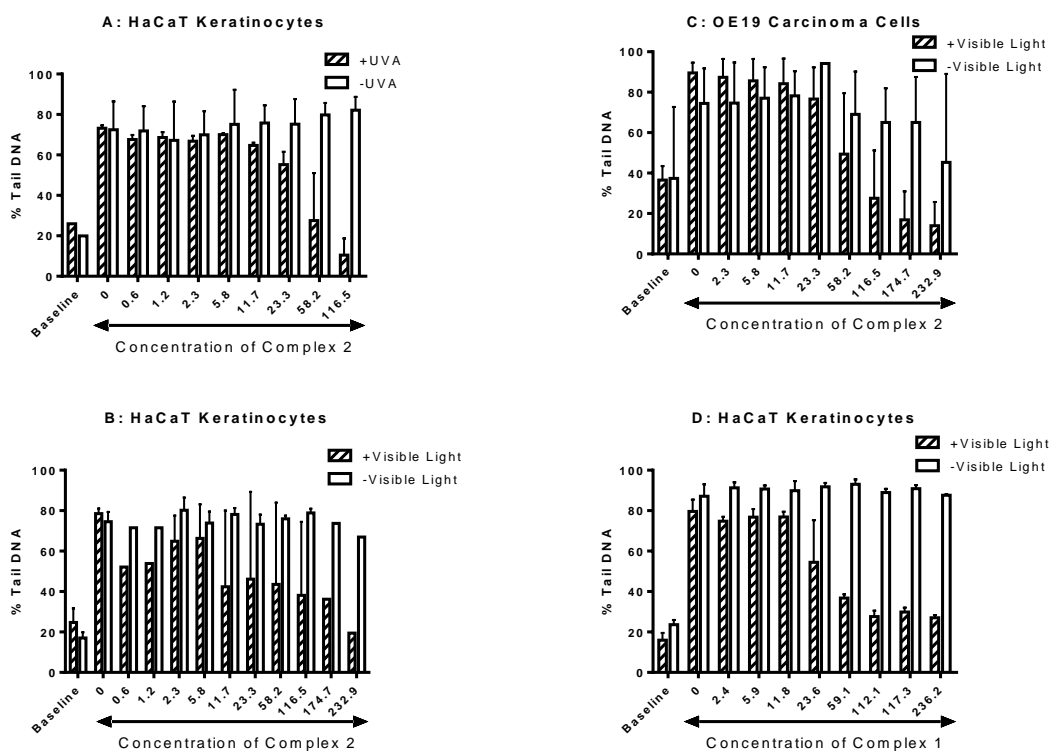 A: HaCaT Keratinocytes
+UVA
-UVA
% Tail DNA
100
80
60
40
20
0
Baseline
0
0.6
1.2
2.3
5.8
11.7
23.3
58.2
116.5
Concentration of Complex 2
C: OE19 Carcinoma Cells
+Visible Light
-Visible Light
% Tail DNA
100
80
60
40
20
0
Baseline
0
2.3
5.8
11.7
23.3
58.2
116.5
174.7
232.9
Concentration of Complex 2
B: HaCaT Keratinocytes
+Visible Light
-Visible Light
% Tail DNA
100
80
60
40
20
0
Baseline
0
0.6
1.2
2.3
5.8
11.7
23.3
58.2
116.5
174.7
232.9
Concentration of Complex 2
D: HaCaT Keratinocytes
+Visible Light
-Visible Light
% Tail DNA
100
80
60
40
20
0
Baseline
0
2.4
5.9
11.8
23.6
59.1
112.1
117.3
236.2
Concentration of Complex 1